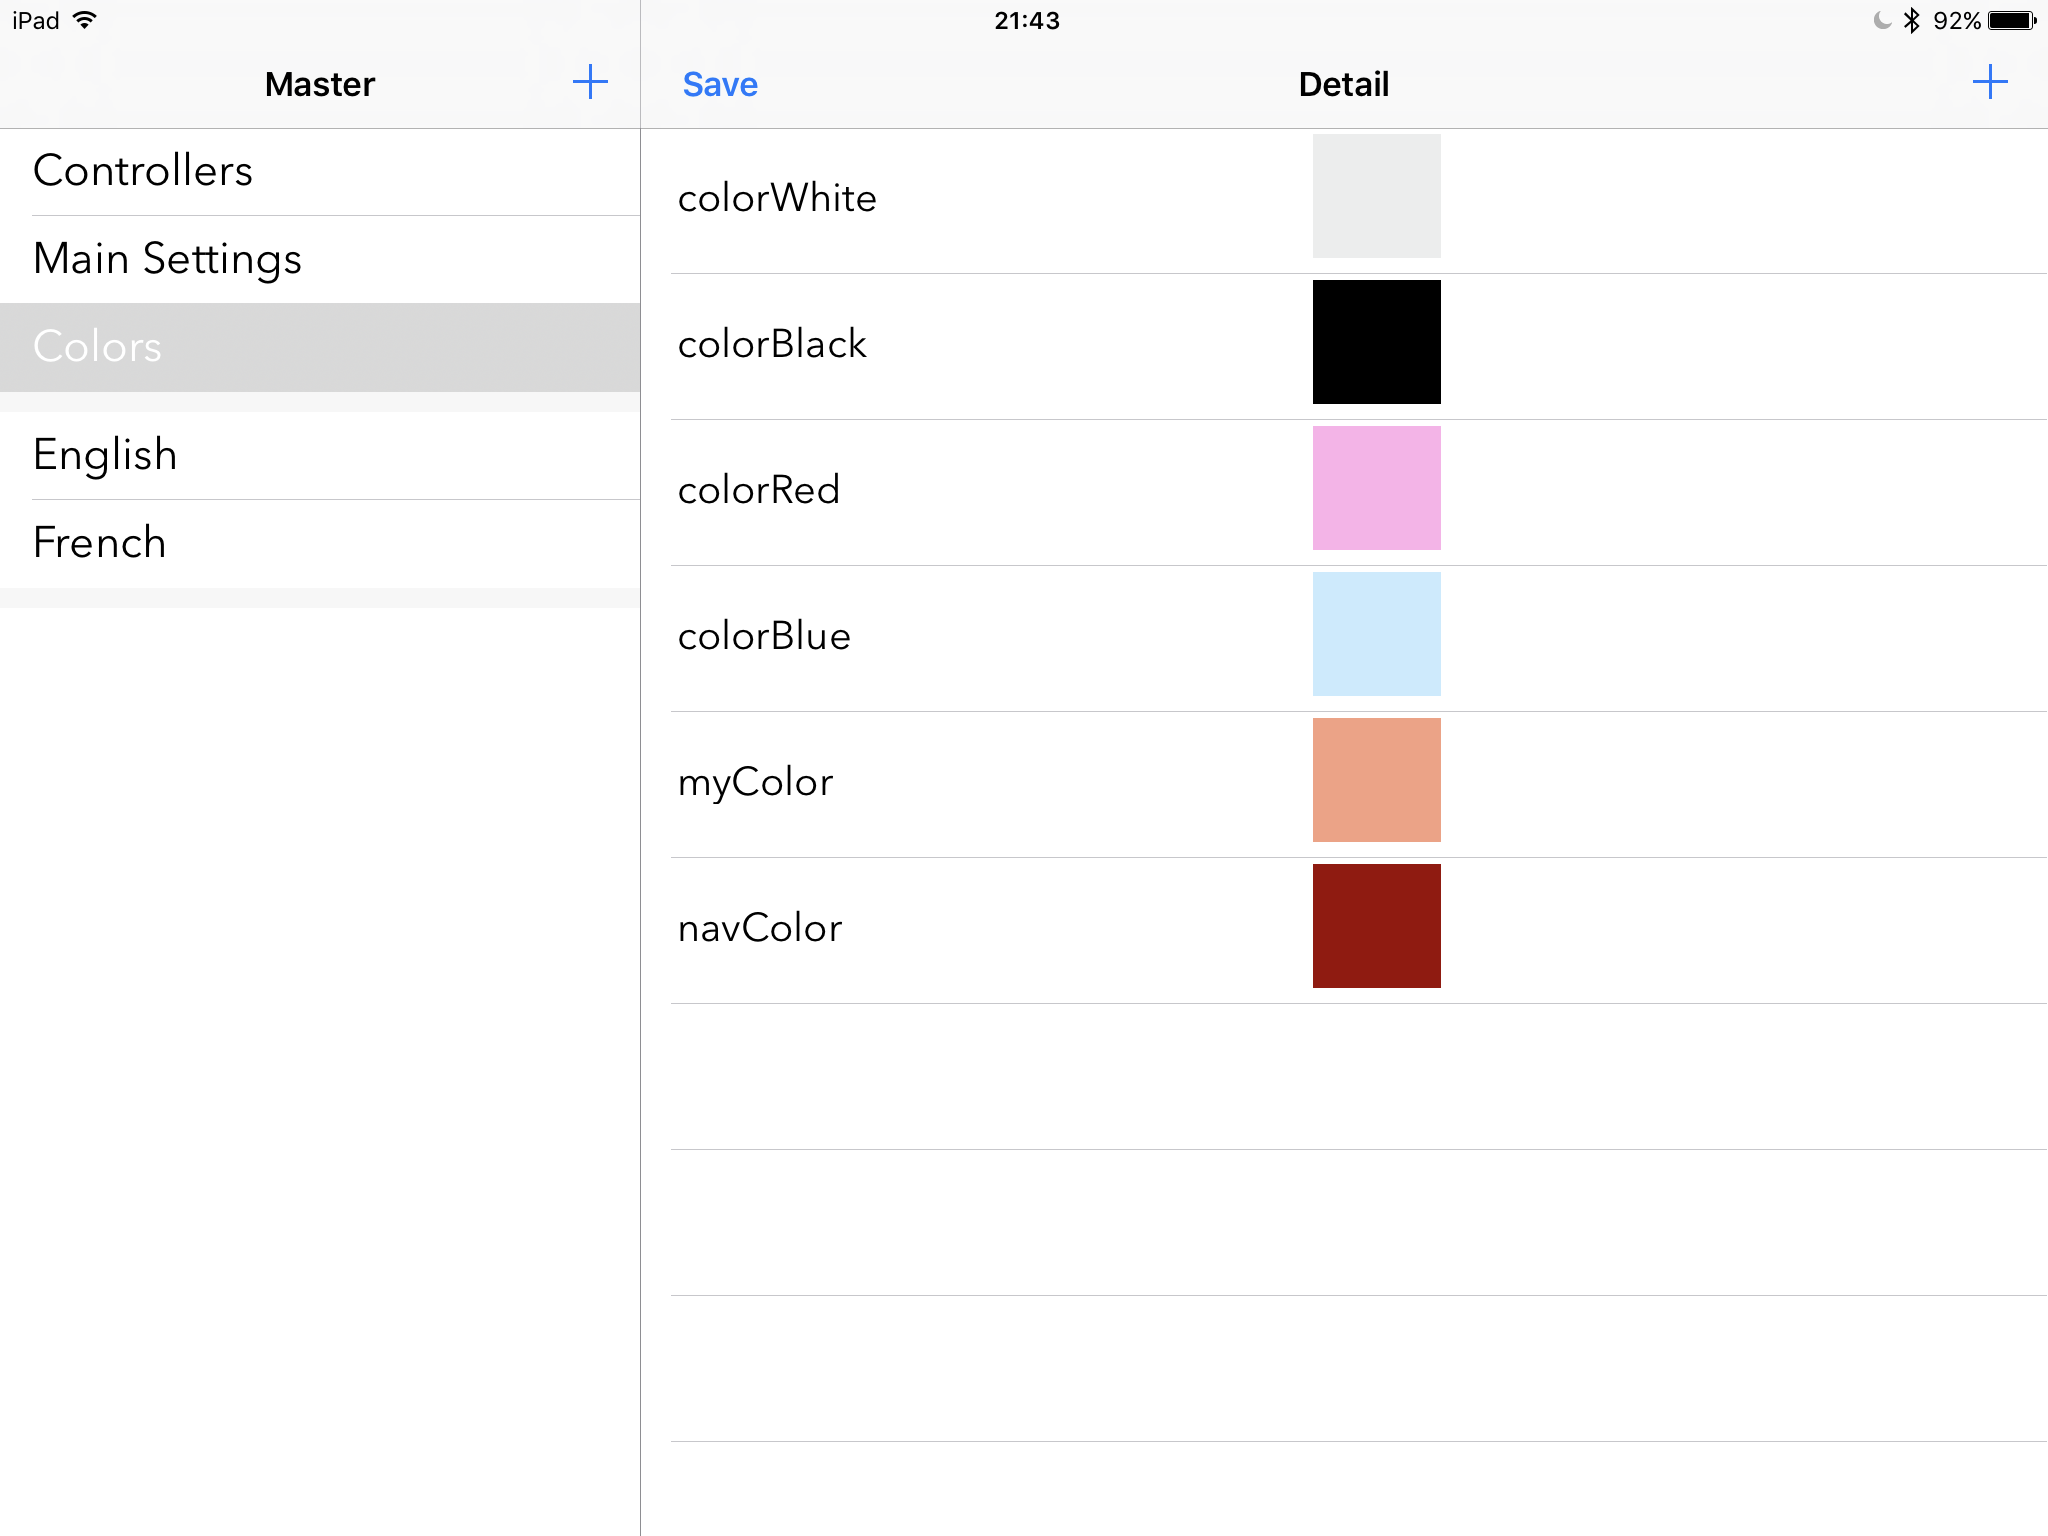 iPad 21:43 92%
Master
Controllers
Main Settings
Colors
English
French
Save Detail
colorWhite
colorBlack
colorRed
colorBlue
myColor
navColor